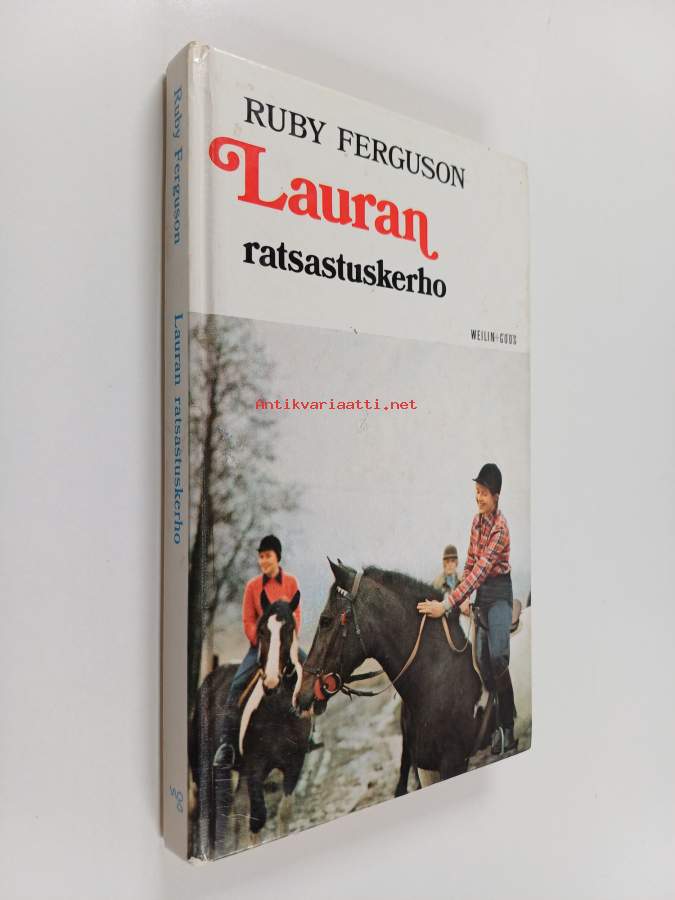 RUBY FERGUSON
Lauran
ratsastuskerho
WEILIN+GÖÖS
Antikvariaatti.net
Ruby Ferguson
Lauran ratsastuskerho